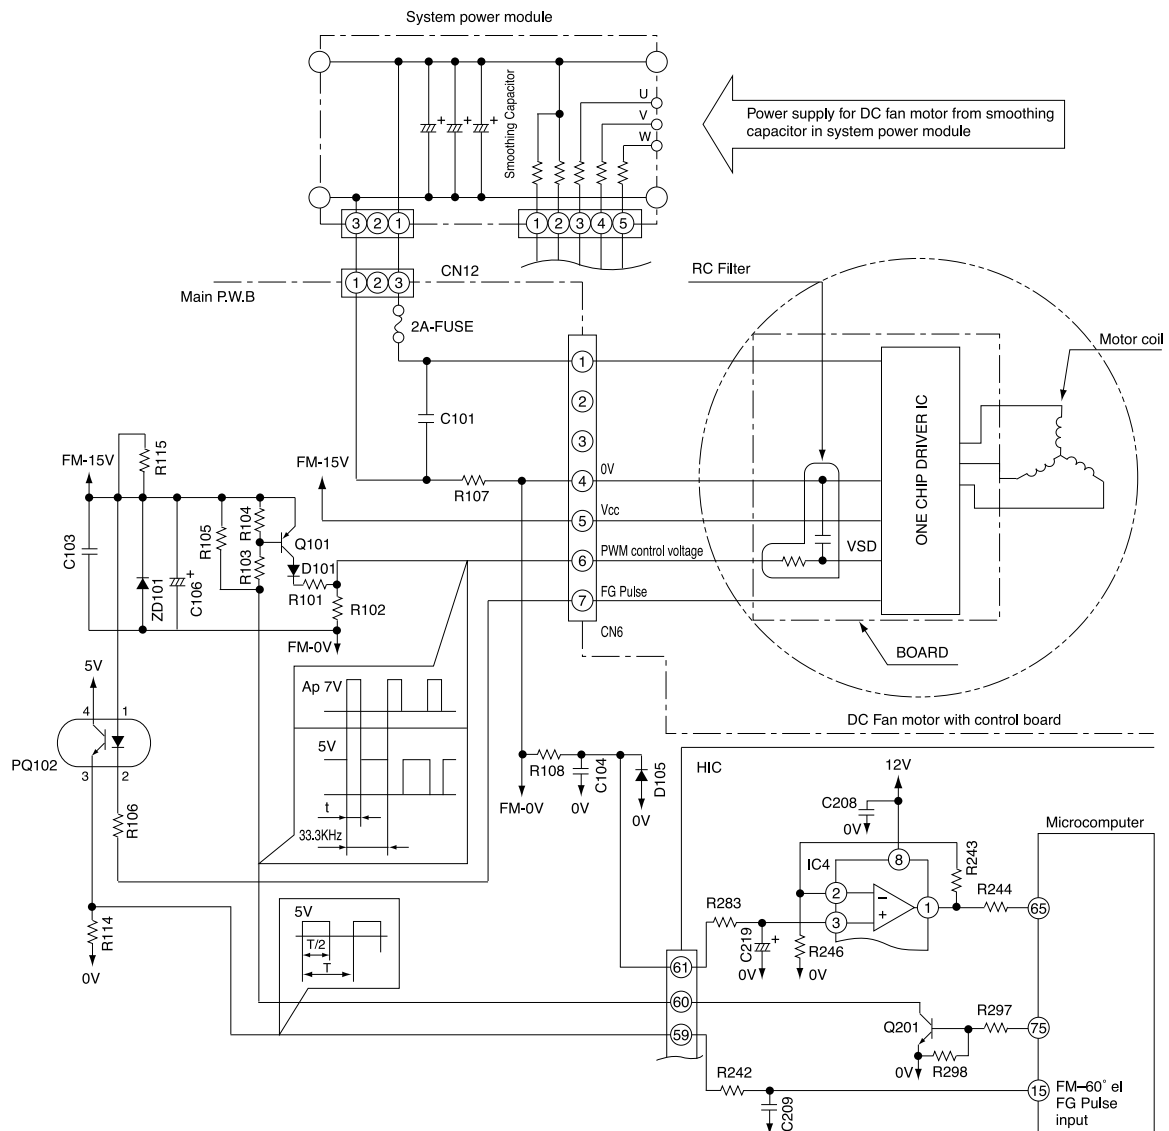 System power module
Smoothing Capacitor
+
+
+
U
V
W
Power supply for DC fan motor from smoothing
capacitor in system power module
3 2 1
1 2 3 4 5
CN12
1 2 3
Main P.W.B
2A-FUSE
RC Filter
Motor coil
1
2
3
4
5
6
7
CN6
C101
R107
FM-15V
0V
Vcc
PWM control voltage
FG Pulse
VSD
ONE CHIP DRIVER IC
BOARD
DC Fan motor with control board
FM-15V
R115
C103
ZD101
C106
+
R105
R104
R103
Q101
D101
R101
R102
FM-0V
5V
4
1
PQ102
3
2
R106
R114
0V
Ap 7V
5V
t
33.3KHz
5V
T/2
T
R108
C104
D105
FM-0V
0V
0V
HIC
12V
C208
0V
IC4
8
2
3
1
−
+
R243
R244
R283
C219
+
0V
R246
0V
Microcomputer
65
61
60
59
Q201
R297
75
0V
R298
R242
C209
15
FM–60° el
FG Pulse
input